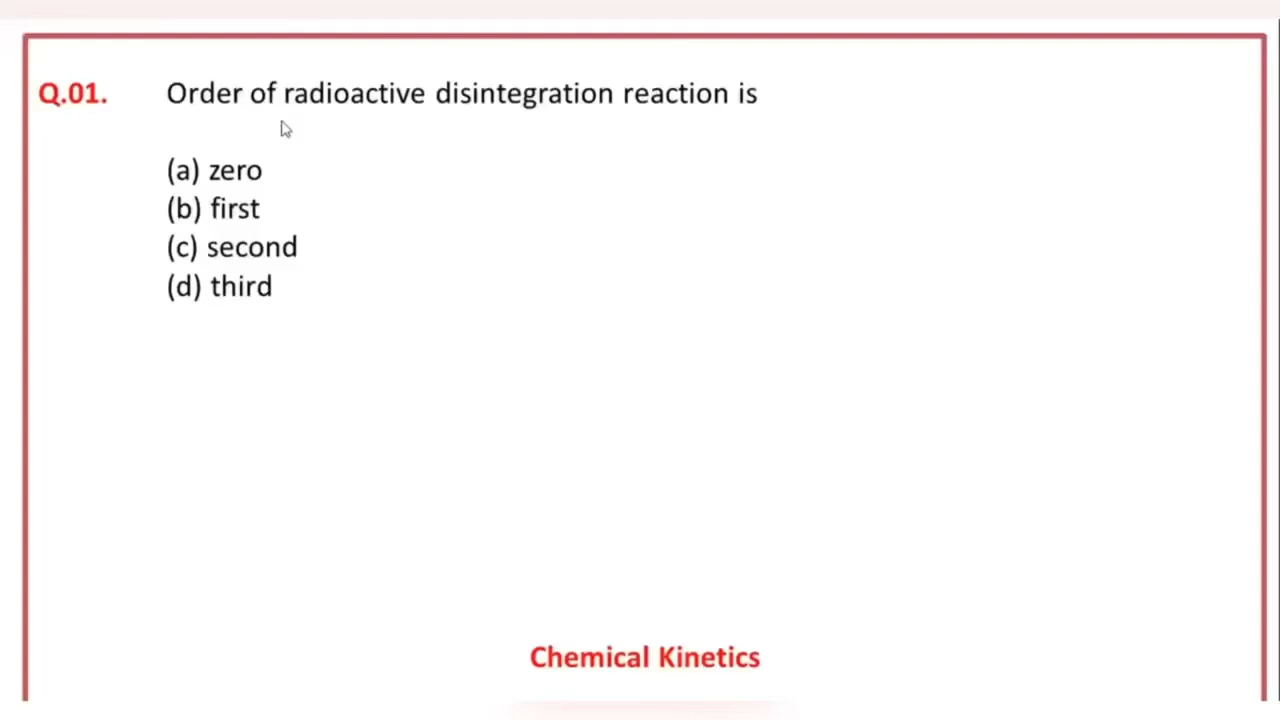 Q.01. Order of radioactive disintegration reaction is
(a) zero
(b) first
(c) second
(d) third
Chemical Kinetics